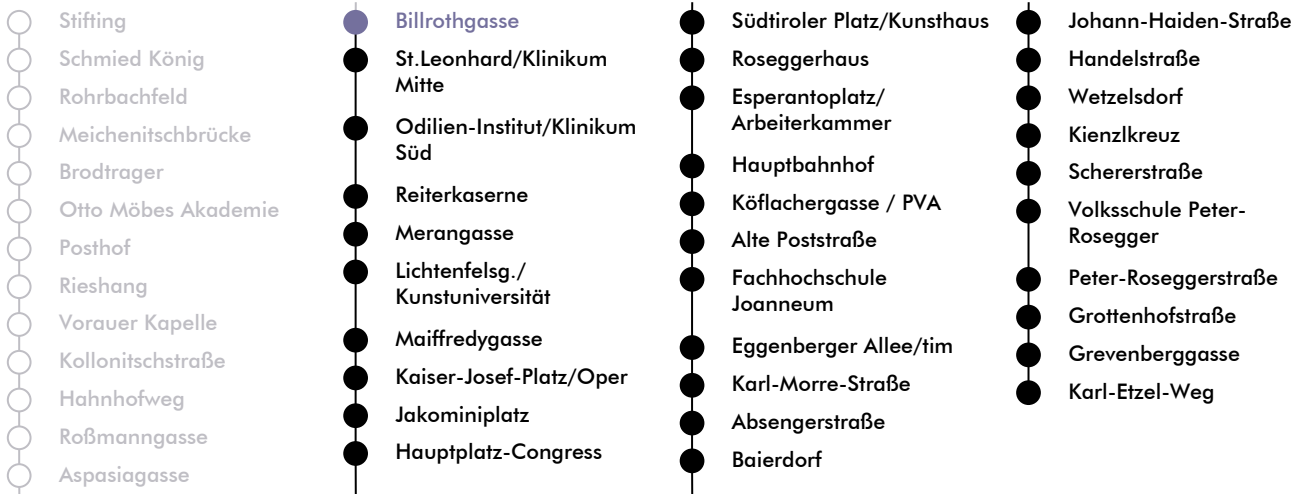 Stifting
Schmied König
Rohrbachfeld
Meichenitschbrücke
Brodtrager
Otto Möbes Akademie
Posthof
Rieshang
Vorauer Kapelle
Kollonitschstraße
Hahnhofweg
Roßmanngasse
Aspasiagasse
Billrothgasse
St.Leonhard/Klinikum
Mitte
Odilien-Institut/Klinikum
Süd
Reiterkaserne
Merangasse
Lichtenfelsg./
Kunstuniversität
Maiffredygasse
Kaiser-Josef-Platz/Oper
Jakominiplatz
Hauptplatz-Congress
Südtiroler Platz/Kunsthaus
Roseggerhaus
Esperantoplatz/
Arbeiterkammer
Hauptbahnhof
Köflachergasse / PVA
Alte Poststraße
Fachhochschule
Joanneum
Eggenberger Allee/tim
Karl-Morre-Straße
Absengerstraße
Baierdorf
Johann-Haiden-Straße
Handelstraße
Wetzelsdorf
Kienzlkreuz
Schererstraße
Volksschule Peter-
Rosegger
Peter-Roseggerstraße
Grottenhofstraße
Grevenberggasse
Karl-Etzel-Weg